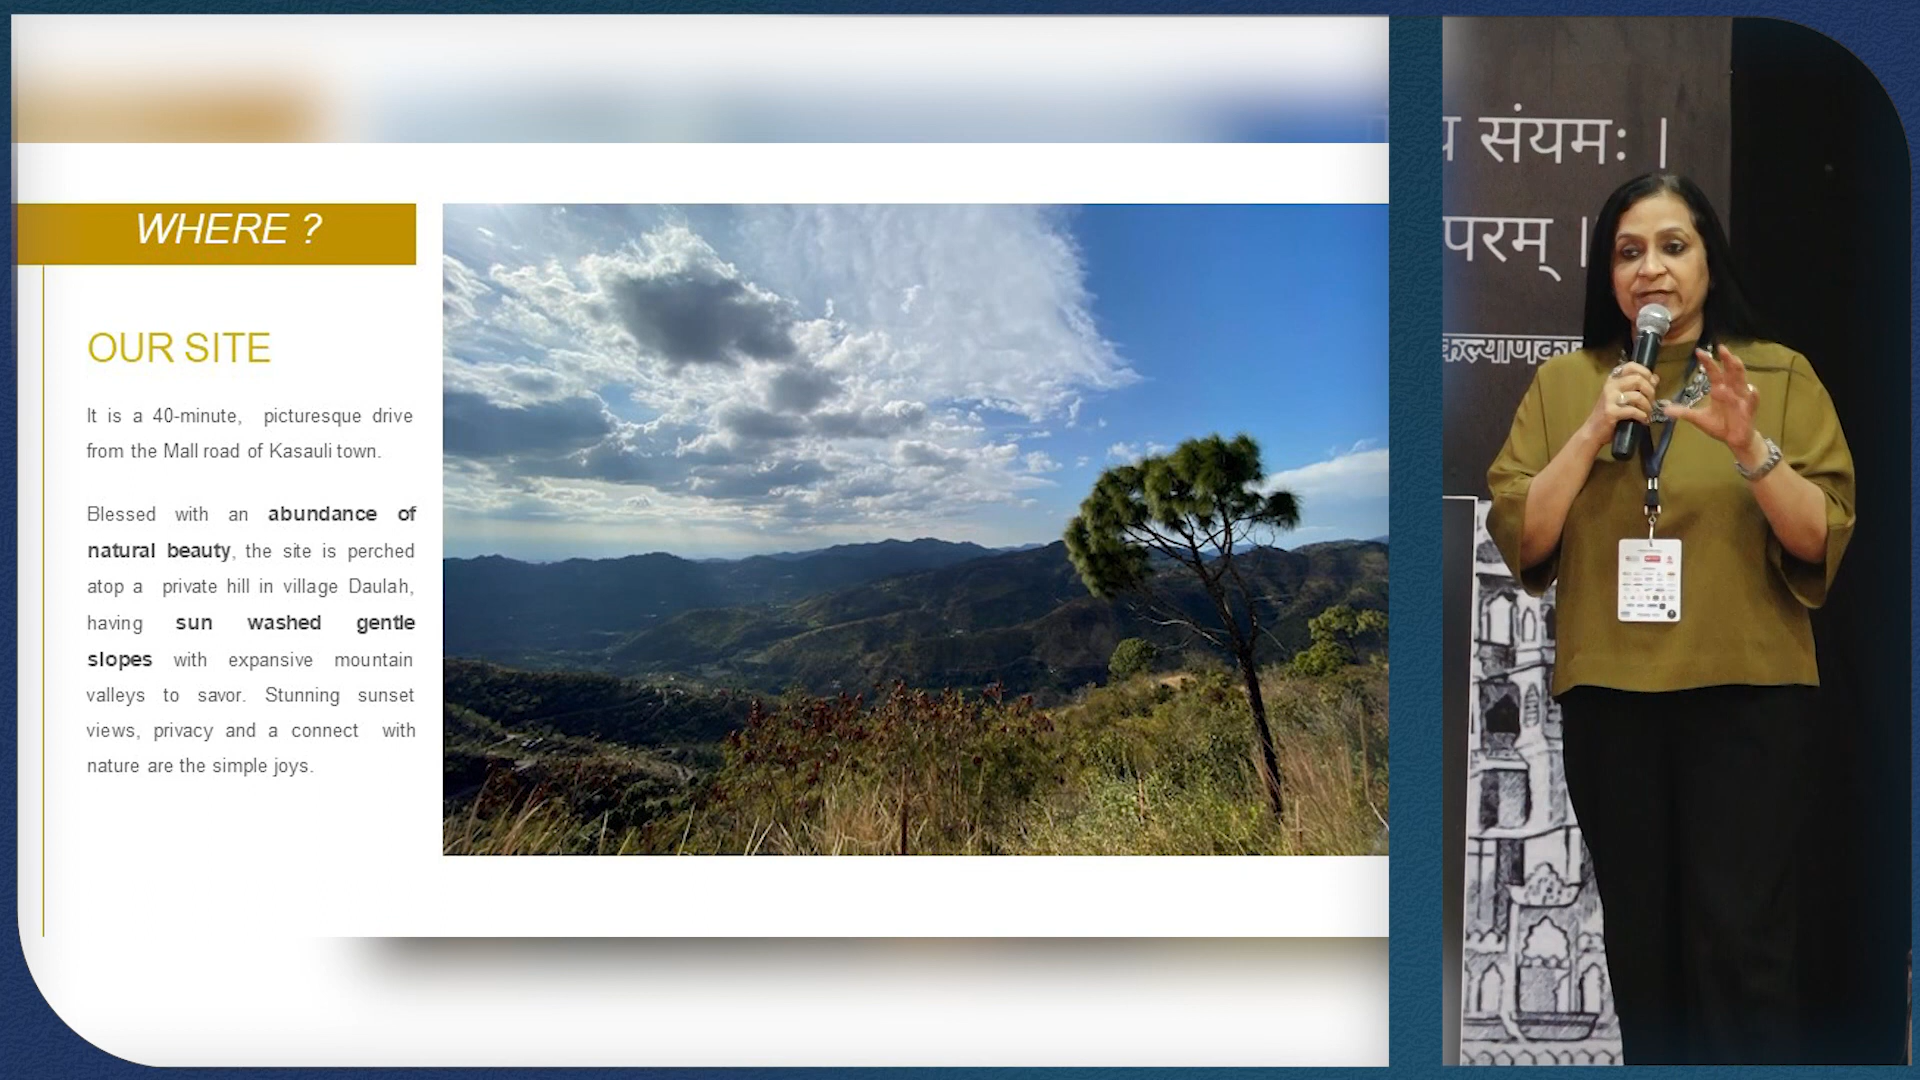 WHERE ?
OUR SITE
It is a 40-minute, picturesque drive
from the Mall road of Kasauli town.
Blessed with an abundance of
natural beauty, the site is perched
atop a private hill in village Daulah,
having sun washed gentle
slopes with expansive mountain
valleys to savor. Stunning sunset
views, privacy and a connect with
nature are the simple joys.
संयमः ।
परम् ।